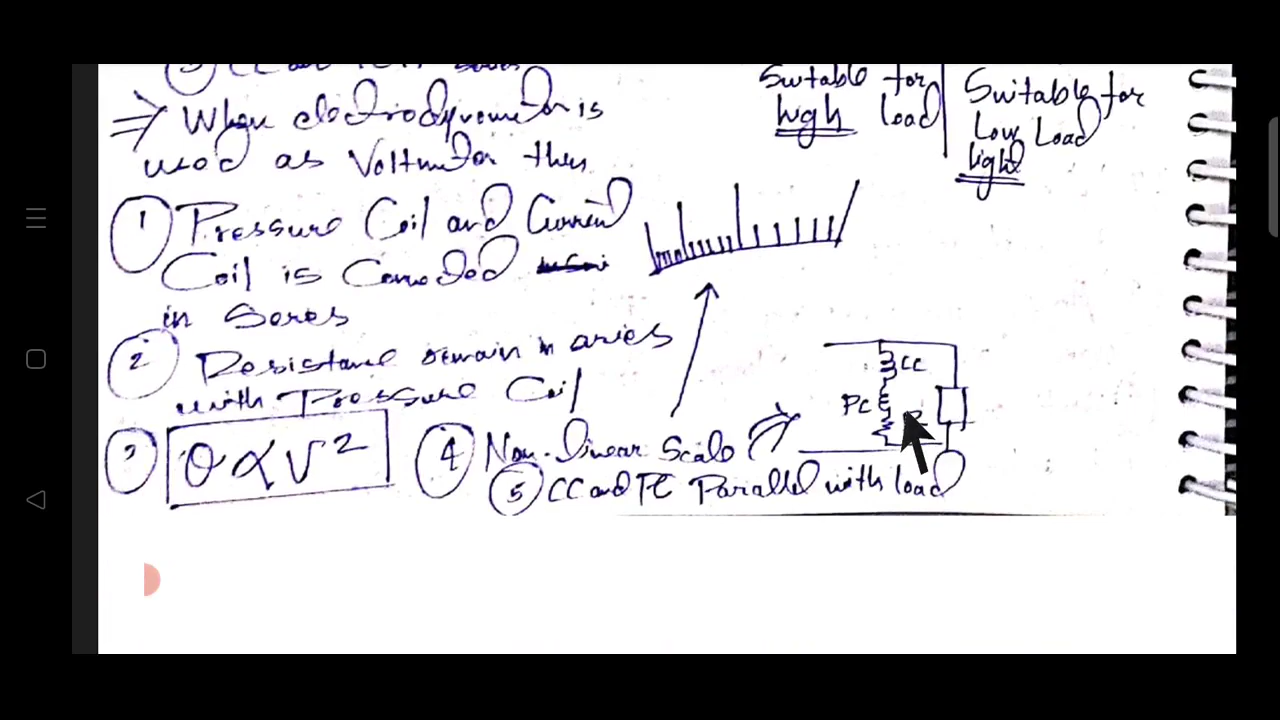 ⇒ When electrodynamometer is
used as Voltmeter then
① Pressure Coil and Current
Coil is Connected
in Series
② Resistance remain in series
with Pressure Coil
③ θ ∝ V²
④ Non-linear Scale
⑤ CC and PC Parallel with load
Suitable for
high load
Suitable for
Low Load
light
CC
PC
R